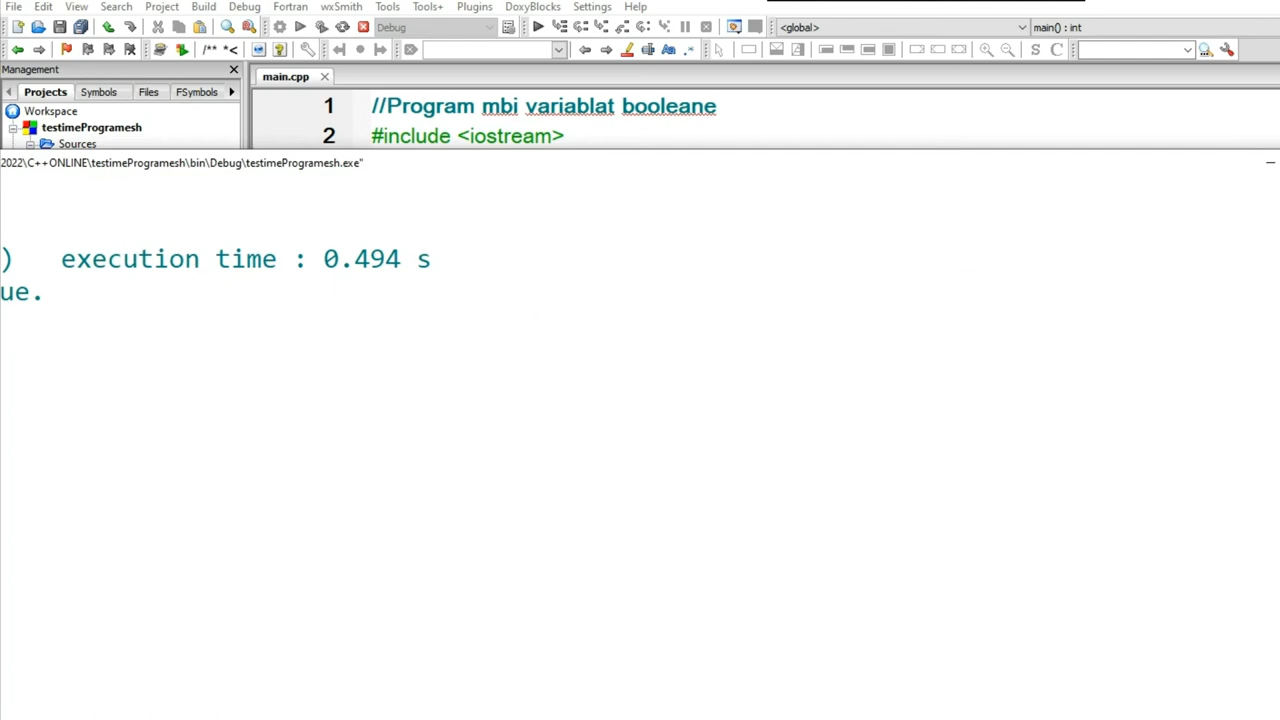 File Edit View Search Project Build Debug Fortran wxSmith Tools Tools+ Plugins DoxyBlocks Settings Help
Debug <global> main() : int
/** *< Aa .* S C
Management
main.cpp
Projects Symbols Files FSymbols
Workspace
testimeProgramesh
Sources
1 //Program mbi variablat booleane
2 #include <iostream>
2022\C++ONLINE\testimeProgramesh\bin\Debug\testimeProgramesh.exe"
) execution time : 0.494 s
ue.